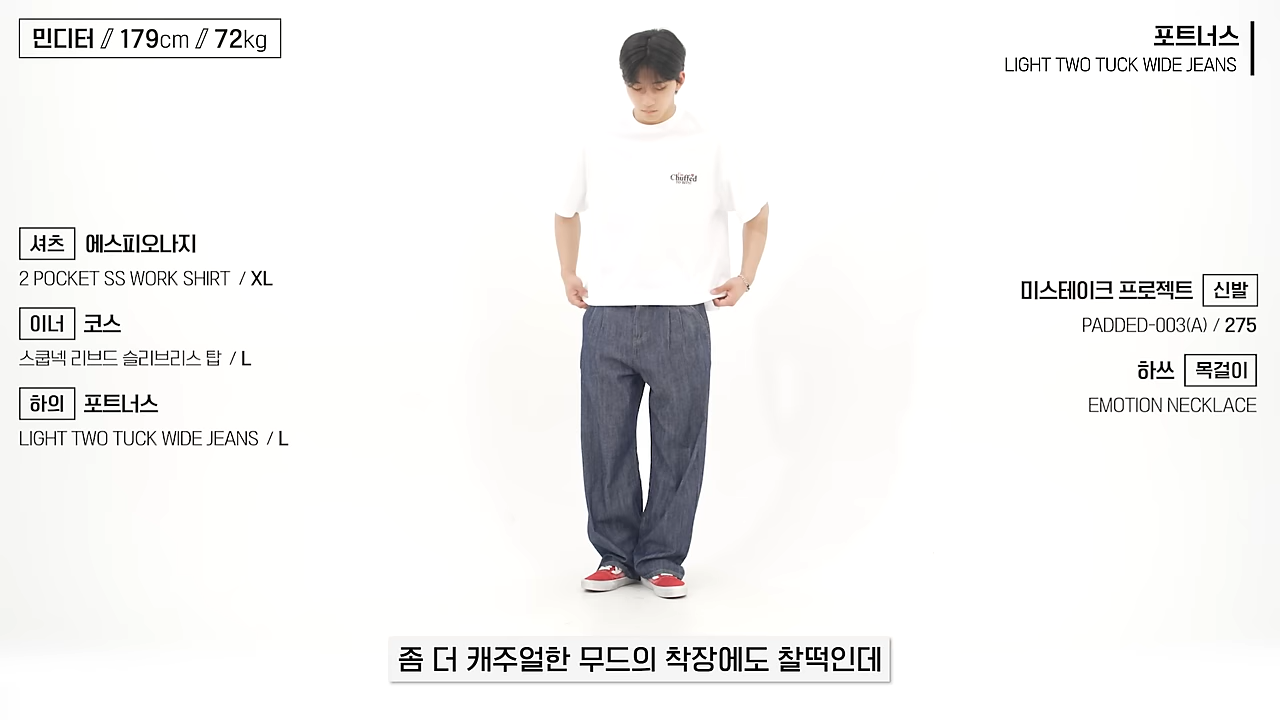 민디터 // 179cm // 72kg
포트너스
LIGHT TWO TUCK WIDE JEANS
셔츠 에스피오나지
2 POCKET SS WORK SHIRT / XL
이너 코스
스쿱넥 리브드 슬리브리스 탑 / L
하의 포트너스
LIGHT TWO TUCK WIDE JEANS / L
미스테이크 프로젝트 신발
PADDED-003(A) / 275
하쓰 목걸이
EMOTION NECKLACE
Chuffed
좀 더 캐주얼한 무드의 착장에도 찰떡인데